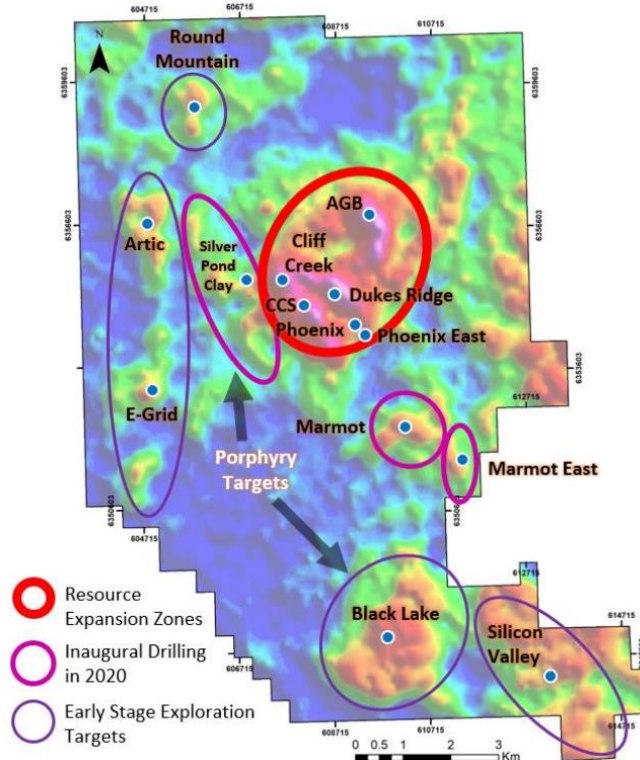 604715
606715
608715
610715
N
Round
Mountain
6359603
6359603
AGB
6356603
6356603
Artic
Silver
Pond
Clay
Cliff
Creek
CCS
Dukes Ridge
Phoenix
Phoenix East
6353603
612715
E-Grid
Marmot
Marmot East
Porphyry
Targets
6350603
6350603
604715
612715
Resource
Expansion Zones
Black Lake
Silicon
Valley
614715
Inaugural Drilling
in 2020
606715
Early Stage Exploration
Targets
608715
610715
614715
0 0.5 1 2 3
Km